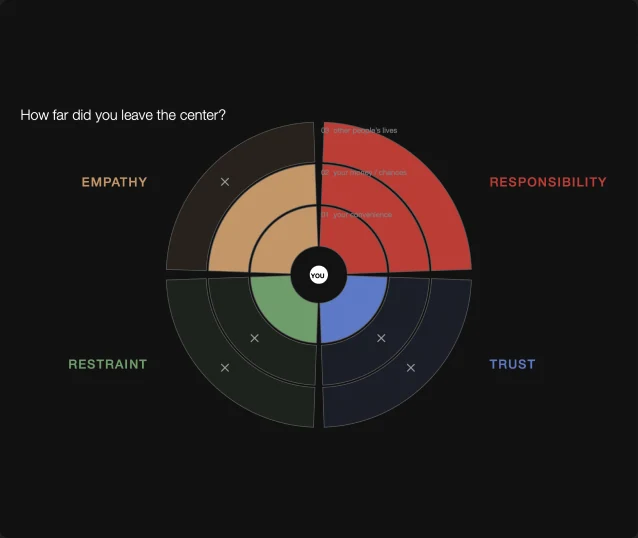 How far did you leave the center?
03 other people's lives
EMPATHY
02 your money / chances
RESPONSIBILITY
01 your convenience
YOU
RESTRAINT
TRUST